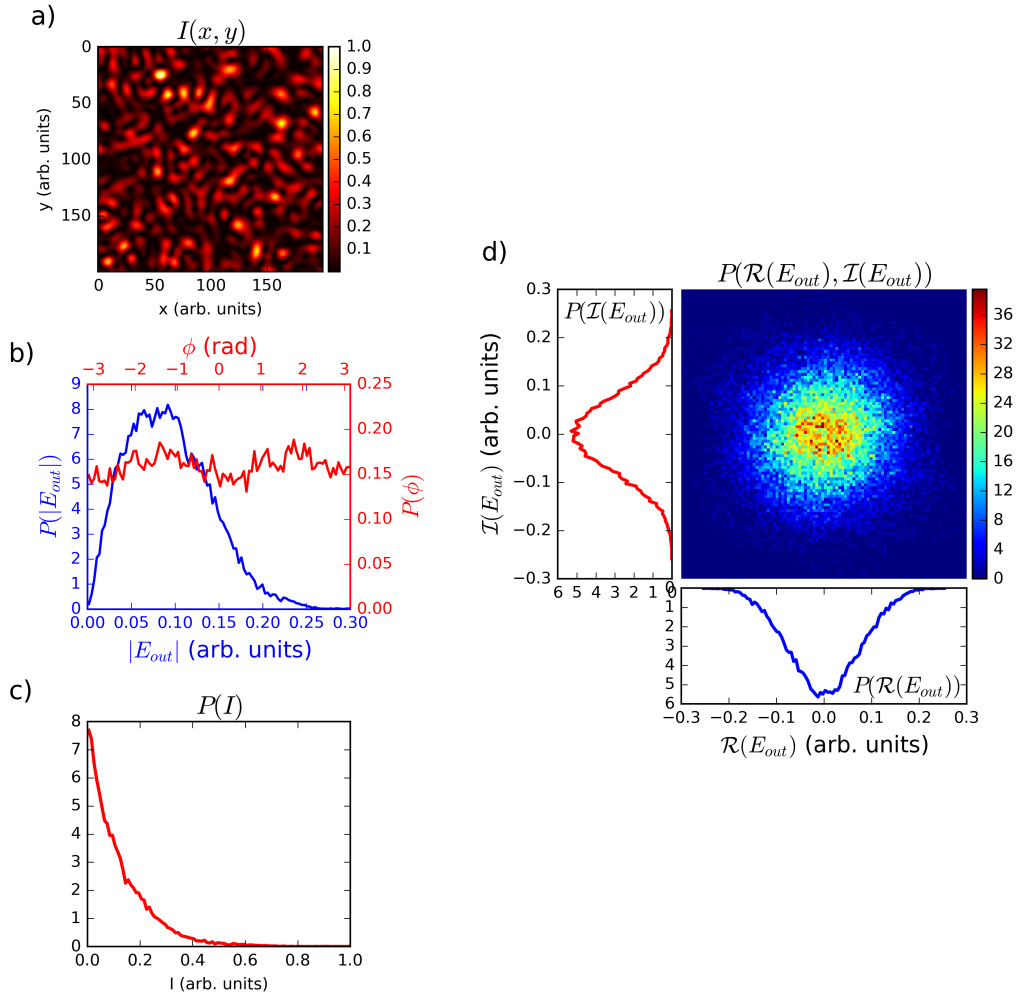 a)
I(x, y)
0
50
100
150
y (arb. units)
0 50 100 150
x (arb. units)
1.0
0.9
0.8
0.7
0.6
0.5
0.4
0.3
0.2
0.1
b)
ϕ (rad)
−3 −2 −1 0 1 2 3
9
8
7
6
5
4
3
2
1
0
P(|E_out|)
0.25
0.20
0.15
0.10
0.05
0.00
P(ϕ)
0.00 0.05 0.10 0.15 0.20 0.25 0.30
|E_out| (arb. units)
c)
P(I)
8
7
6
5
4
3
2
1
0
0.0 0.2 0.4 0.6 0.8 1.0
I (arb. units)
d)
P(ℛ(E_out), ℐ(E_out))
P(ℐ(E_out))
0.3
0.2
0.1
0.0
−0.1
−0.2
−0.3
ℐ(E_out) (arb. units)
6 5 4 3 2 1 0
36
32
28
24
20
16
12
8
4
0
0
1
2
3
4
5
6
P(ℛ(E_out))
−0.3 −0.2 −0.1 0.0 0.1 0.2 0.3
ℛ(E_out) (arb. units)